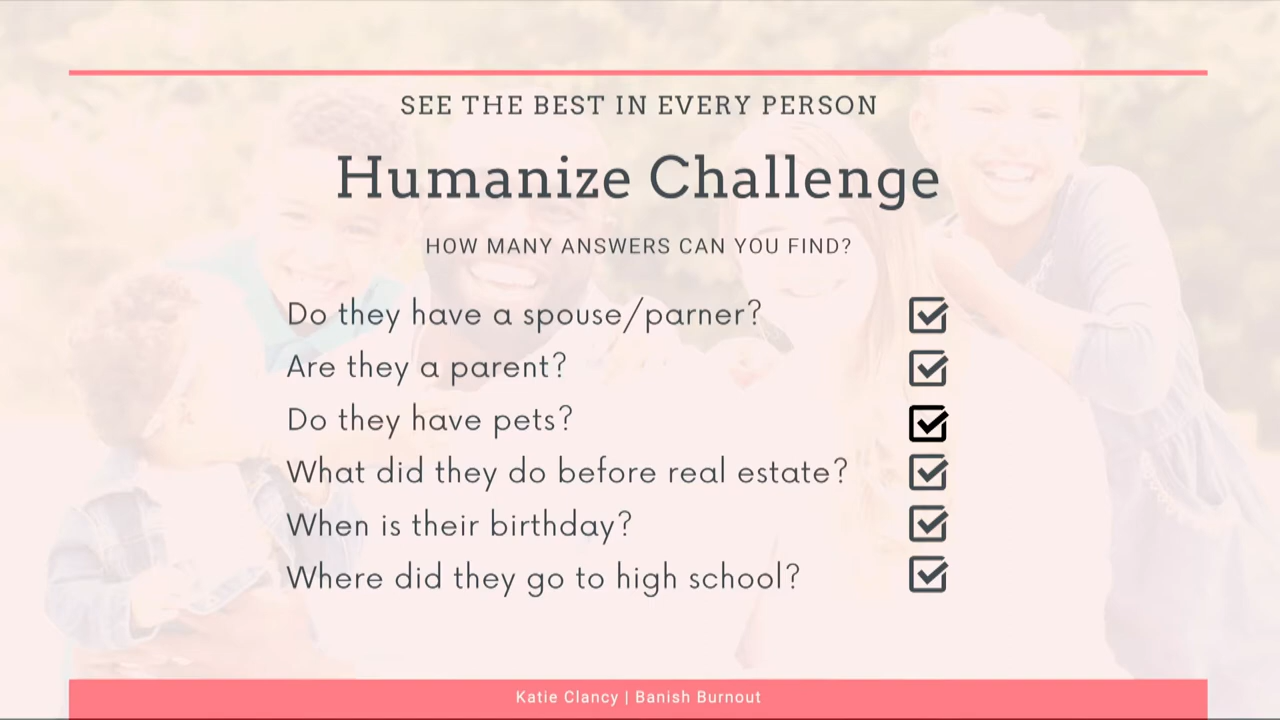 SEE THE BEST IN EVERY PERSON
Humanize Challenge
HOW MANY ANSWERS CAN YOU FIND?
Do they have a spouse/parner?
Are they a parent?
Do they have pets?
What did they do before real estate?
When is their birthday?
Where did they go to high school?
Katie Clancy | Banish Burnout